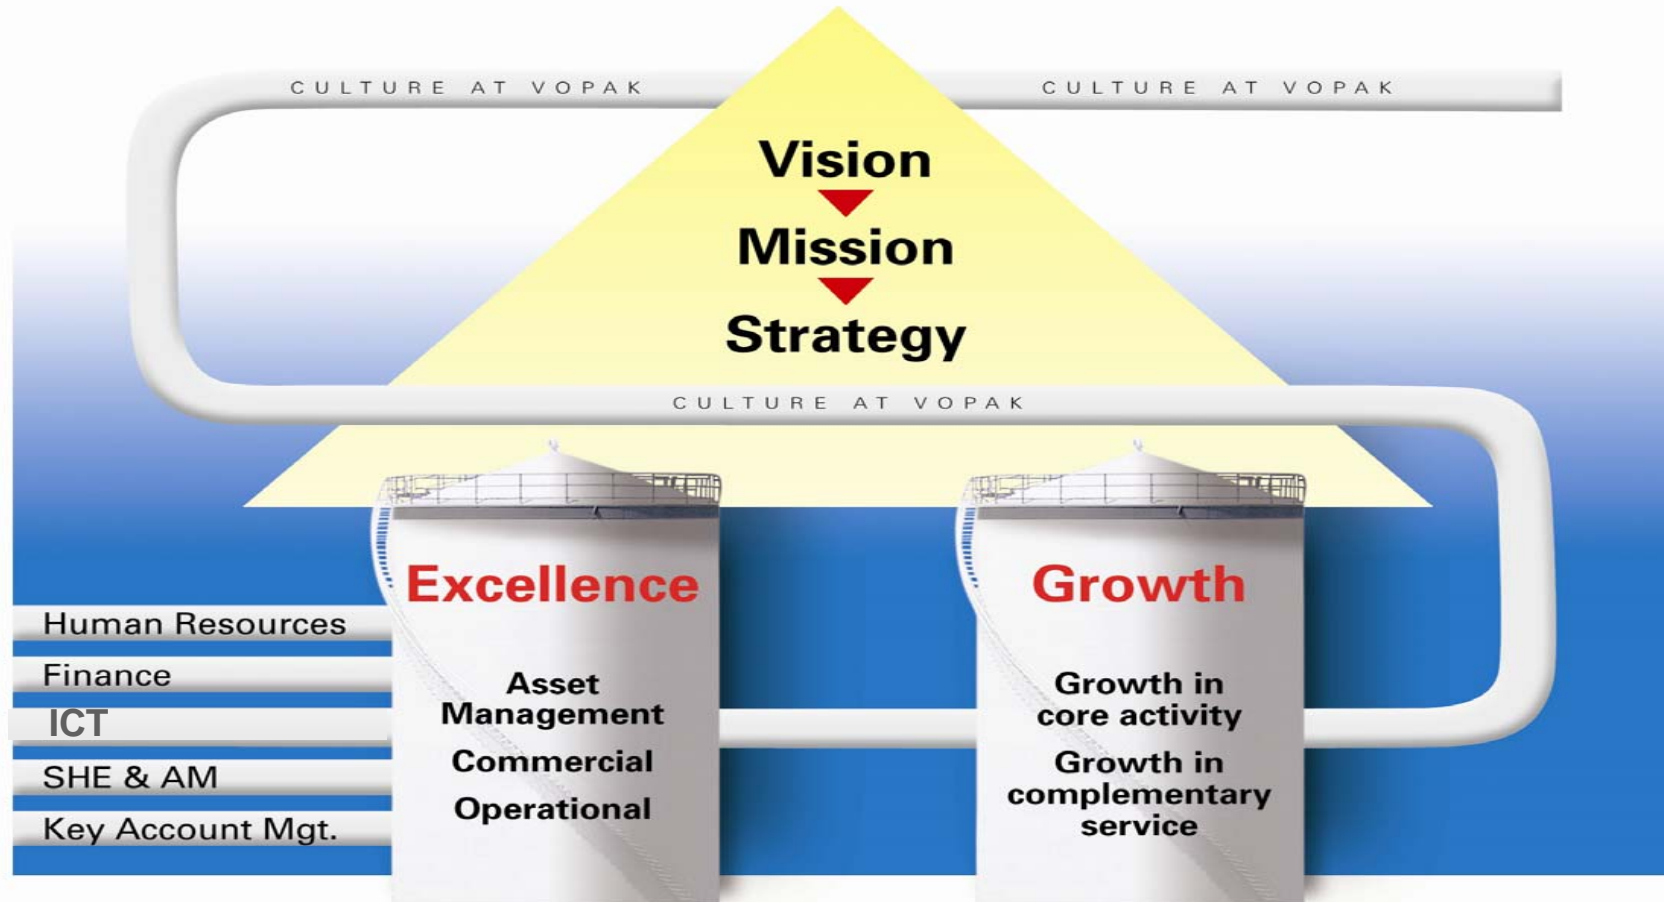 CULTURE AT VOPAK
CULTURE AT VOPAK
Vision
Mission
Strategy
CULTURE AT VOPAK
Excellence
Asset
Management
Commercial
Operational
Growth
Growth in
core activity
Growth in
complementary
service
Human Resources
Finance
ICT
SHE & AM
Key Account Mgt.